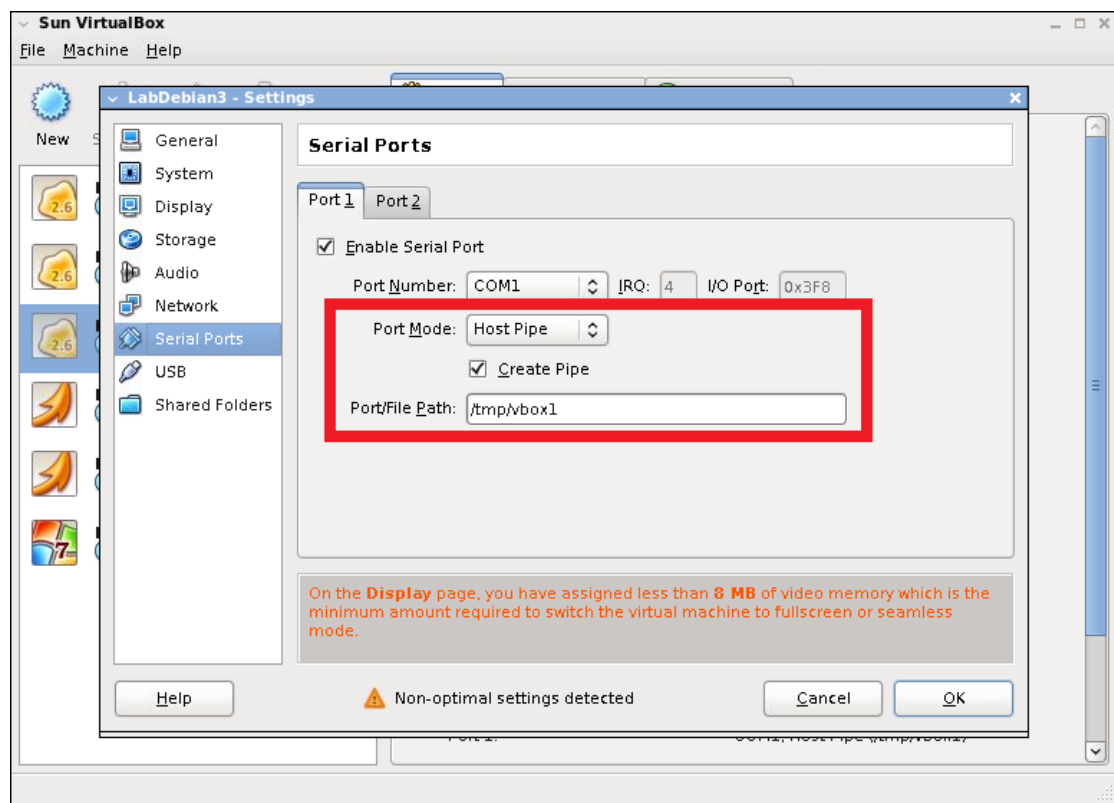 Sun VirtualBox
File Machine Help
New
LabDebian3 - Settings
General
System
Display
Storage
Audio
Network
Serial Ports
USB
Shared Folders
Serial Ports
Port 1 Port 2
Enable Serial Port
Port Number: COM1 IRQ: 4 I/O Port: 0x3F8
Port Mode: Host Pipe
Create Pipe
Port/File Path: /tmp/vbox1
On the Display page, you have assigned less than 8 MB of video memory which is the
minimum amount required to switch the virtual machine to fullscreen or seamless
mode.
Help Non-optimal settings detected Cancel OK
2.6
2.6
2.6
7